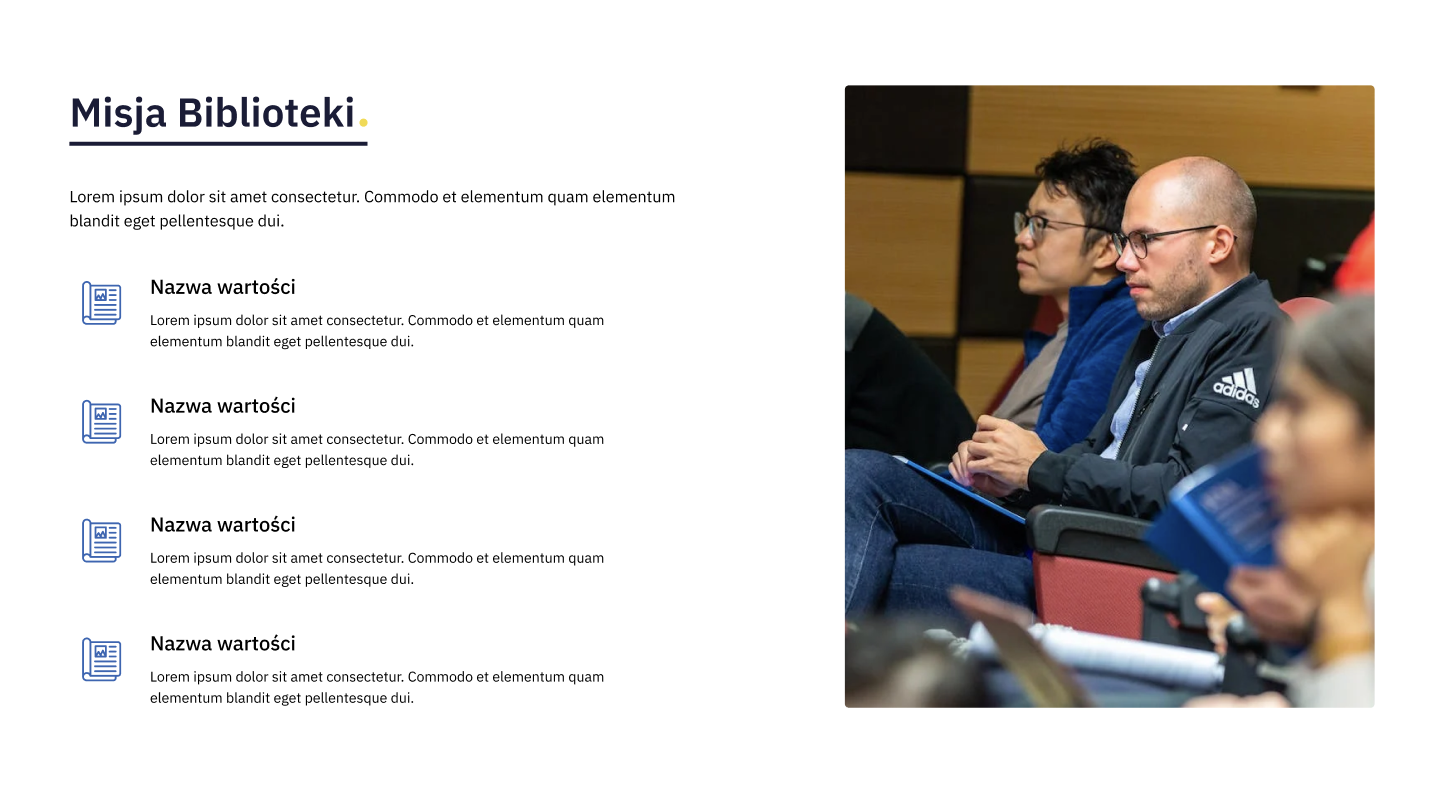 Misja Biblioteki.
Lorem ipsum dolor sit amet consectetur. Commodo et elementum quam elementum
blandit eget pellentesque dui.
Nazwa wartości
Lorem ipsum dolor sit amet consectetur. Commodo et elementum quam
elementum blandit eget pellentesque dui.
Nazwa wartości
Lorem ipsum dolor sit amet consectetur. Commodo et elementum quam
elementum blandit eget pellentesque dui.
Nazwa wartości
Lorem ipsum dolor sit amet consectetur. Commodo et elementum quam
elementum blandit eget pellentesque dui.
Nazwa wartości
Lorem ipsum dolor sit amet consectetur. Commodo et elementum quam
elementum blandit eget pellentesque dui.
adidas